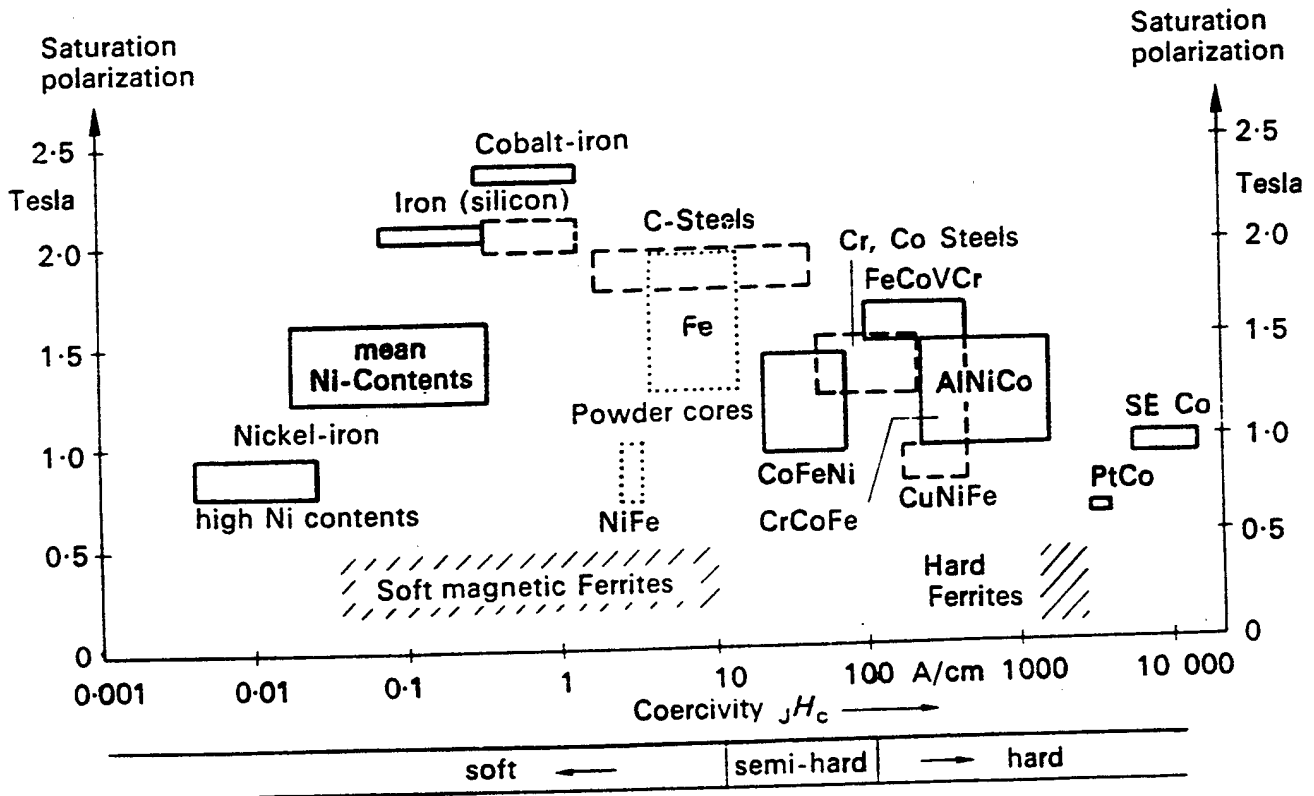 Saturation
polarization
Saturation
polarization
2·5
Tesla
2·0
1·5
1·0
0·5
0
2·5
Tesla
2·0
1·5
1·0
0·5
0
Cobalt-iron
Iron (silicon)
C-Steels
Cr, Co Steels
FeCoVCr
Fe
mean
Ni-Contents
AlNiCo
Powder cores
SE Co
Nickel-iron
CoFeNi
PtCo
high Ni contents
NiFe
CrCoFe
CuNiFe
Soft magnetic Ferrites
Hard
Ferrites
0·001
0·01
0·1
1
10
100
A/cm
1000
10 000
Coercivity JHc
soft
semi-hard
hard